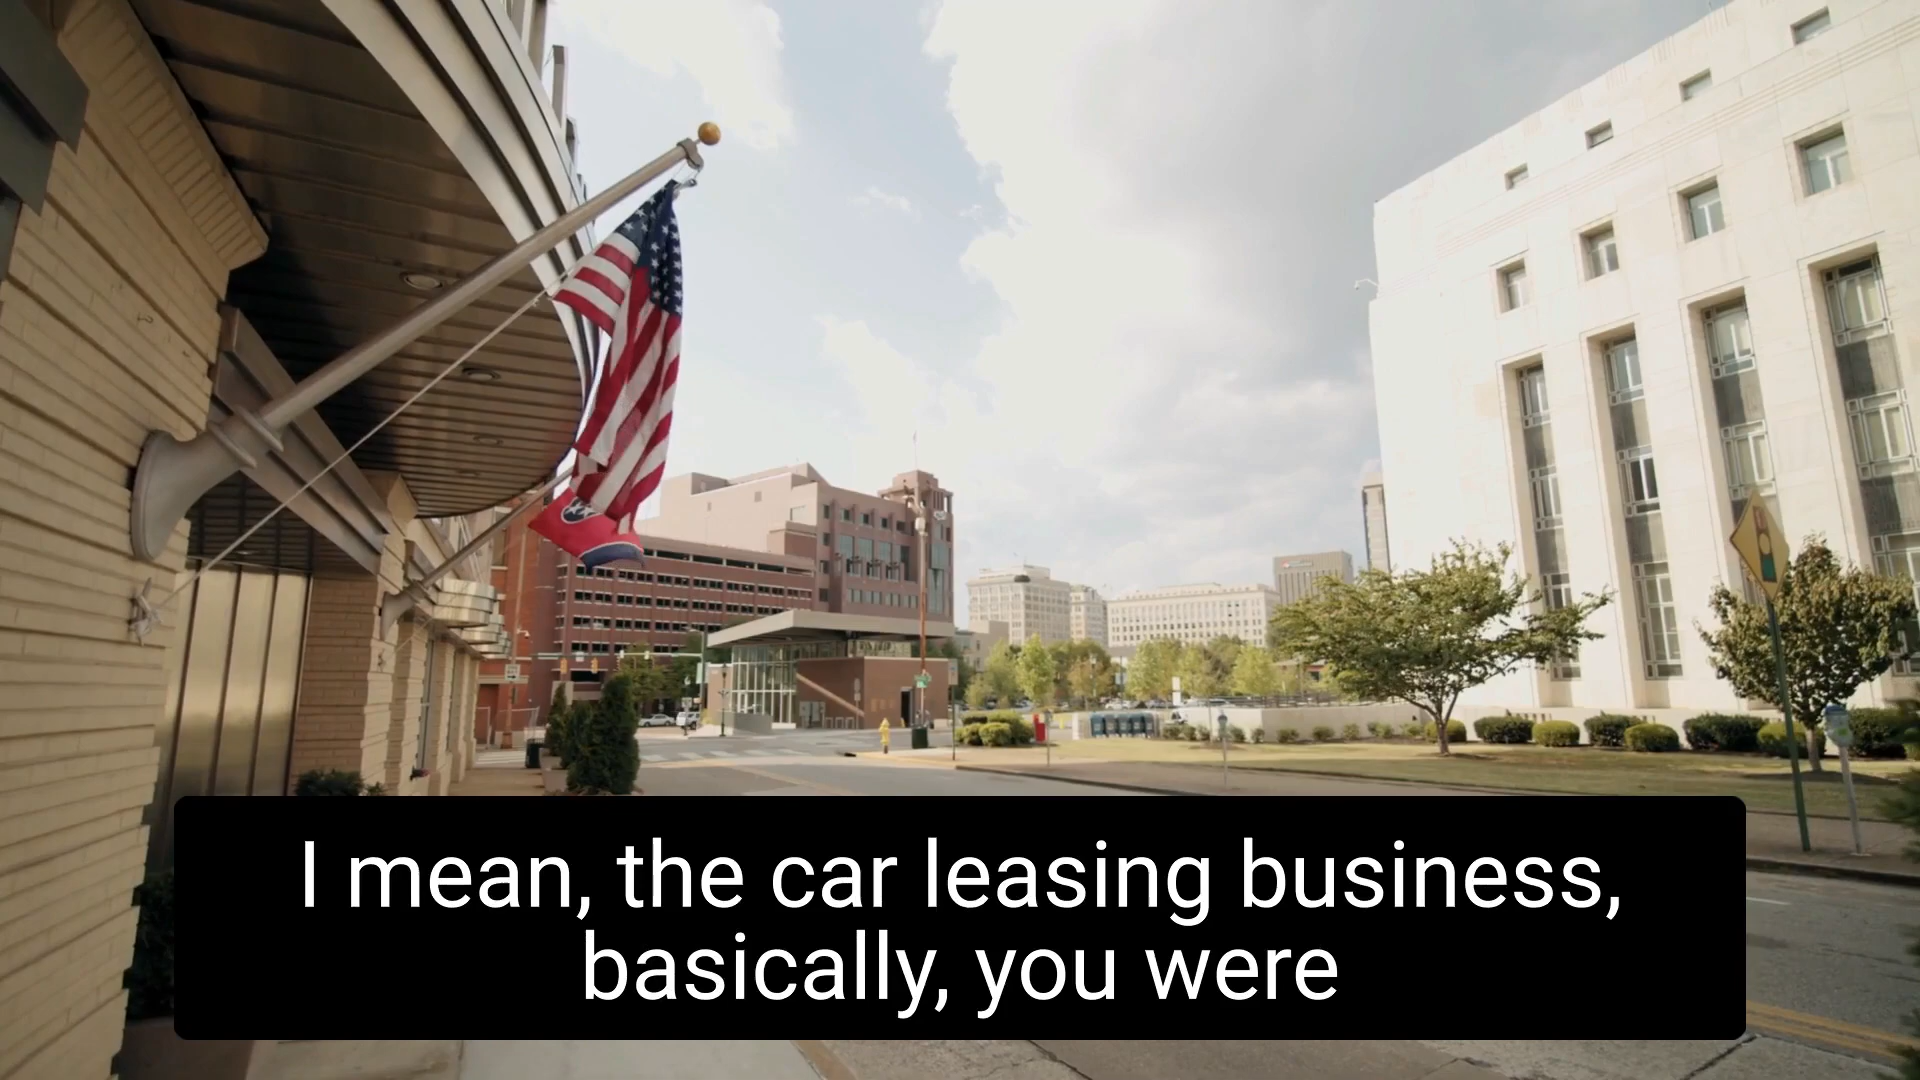 I mean, the car leasing business,
basically, you were